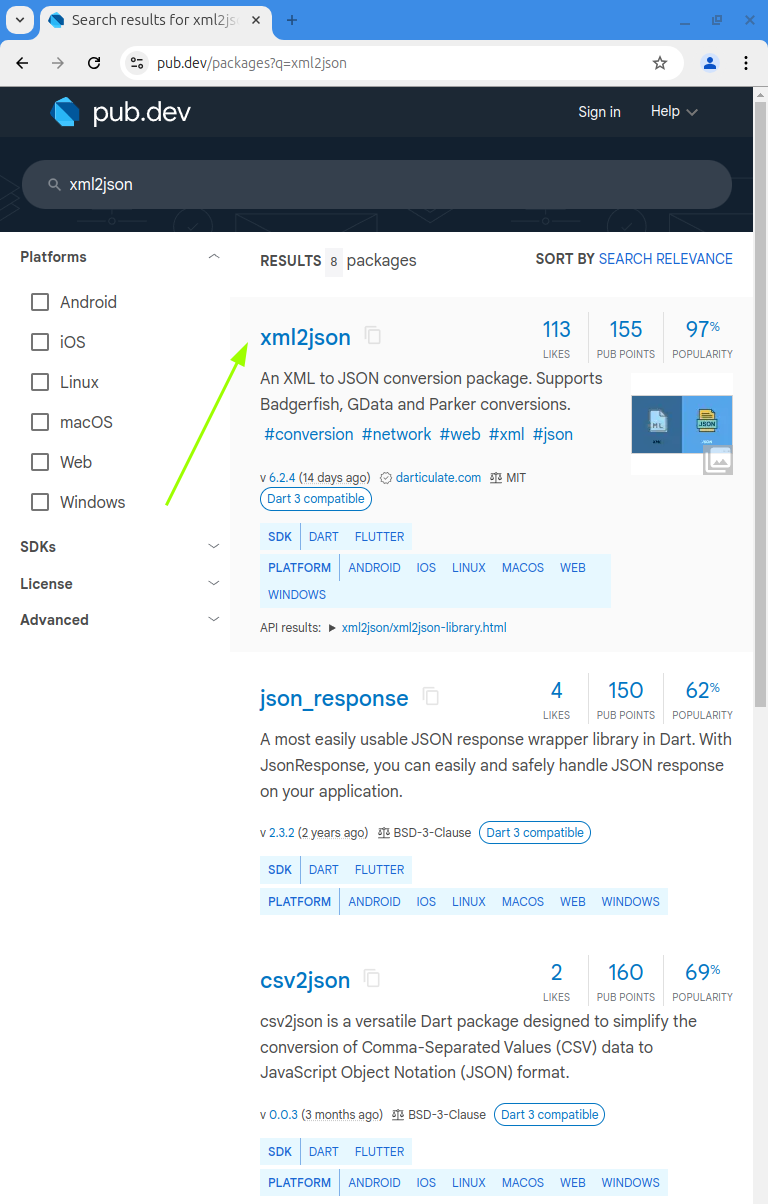 Search results for xml2js
pub.dev/packages?q=xml2json
pub.dev
Sign in
Help
xml2json
Platforms
Android
iOS
Linux
macOS
Web
Windows
SDKs
License
Advanced
RESULTS 8 packages
SORT BY SEARCH RELEVANCE
xml2json
113 LIKES
155 PUB POINTS
97% POPULARITY
An XML to JSON conversion package. Supports
Badgerfish, GData and Parker conversions.
#conversion #network #web #xml #json
v 6.2.4 (14 days ago) darticulate.com MIT
Dart 3 compatible
SDK DART FLUTTER
PLATFORM ANDROID IOS LINUX MACOS WEB
WINDOWS
API results: ▶ xml2json/xml2json-library.html
JSON
json_response
4 LIKES
150 PUB POINTS
62% POPULARITY
A most easily usable JSON response wrapper library in Dart. With
JsonResponse, you can easily and safely handle JSON response
on your application.
v 2.3.2 (2 years ago) BSD-3-Clause Dart 3 compatible
SDK DART FLUTTER
PLATFORM ANDROID IOS LINUX MACOS WEB WINDOWS
csv2json
2 LIKES
160 PUB POINTS
69% POPULARITY
csv2json is a versatile Dart package designed to simplify the
conversion of Comma-Separated Values (CSV) data to
JavaScript Object Notation (JSON) format.
v 0.0.3 (3 months ago) BSD-3-Clause Dart 3 compatible
SDK DART FLUTTER
PLATFORM ANDROID IOS LINUX MACOS WEB WINDOWS